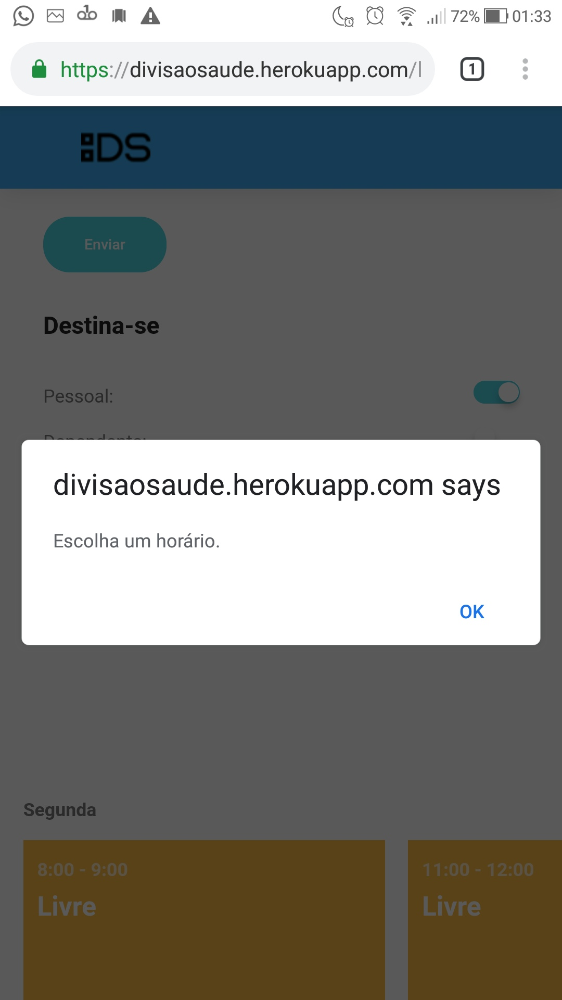 72% 01:33
https://divisaosaude.herokuapp.com/l
1
DS
Enviar
Destina-se
Pessoal:
divisaosaude.herokuapp.com says
Escolha um horário.
OK
Segunda
8:00 - 9:00
11:00 - 12:00
Livre
Livre